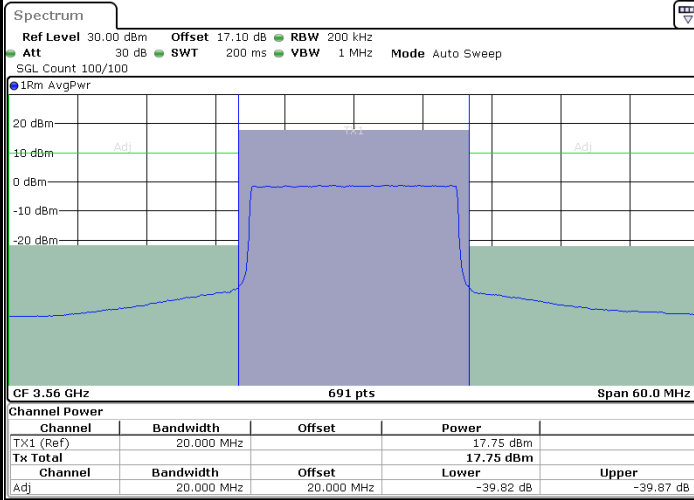 Spectrum
Ref Level 30.00 dBm Offset 17.10 dB RBW 200 kHz
Att 30 dB SWT 200 ms VBW 1 MHz Mode Auto Sweep
SGL Count 100/100
1Rm AvgPwr
20 dBm
TX1
Adj Adj
10 dBm
0 dBm
-10 dBm
-20 dBm
CF 3.56 GHz 691 pts Span 60.0 MHz
Channel Power
Channel Bandwidth Offset Power
TX1 (Ref) 20.000 MHz 17.75 dBm
Tx Total 17.75 dBm
Channel Bandwidth Offset Lower Upper
Adj 20.000 MHz 20.000 MHz -39.82 dB -39.87 dB